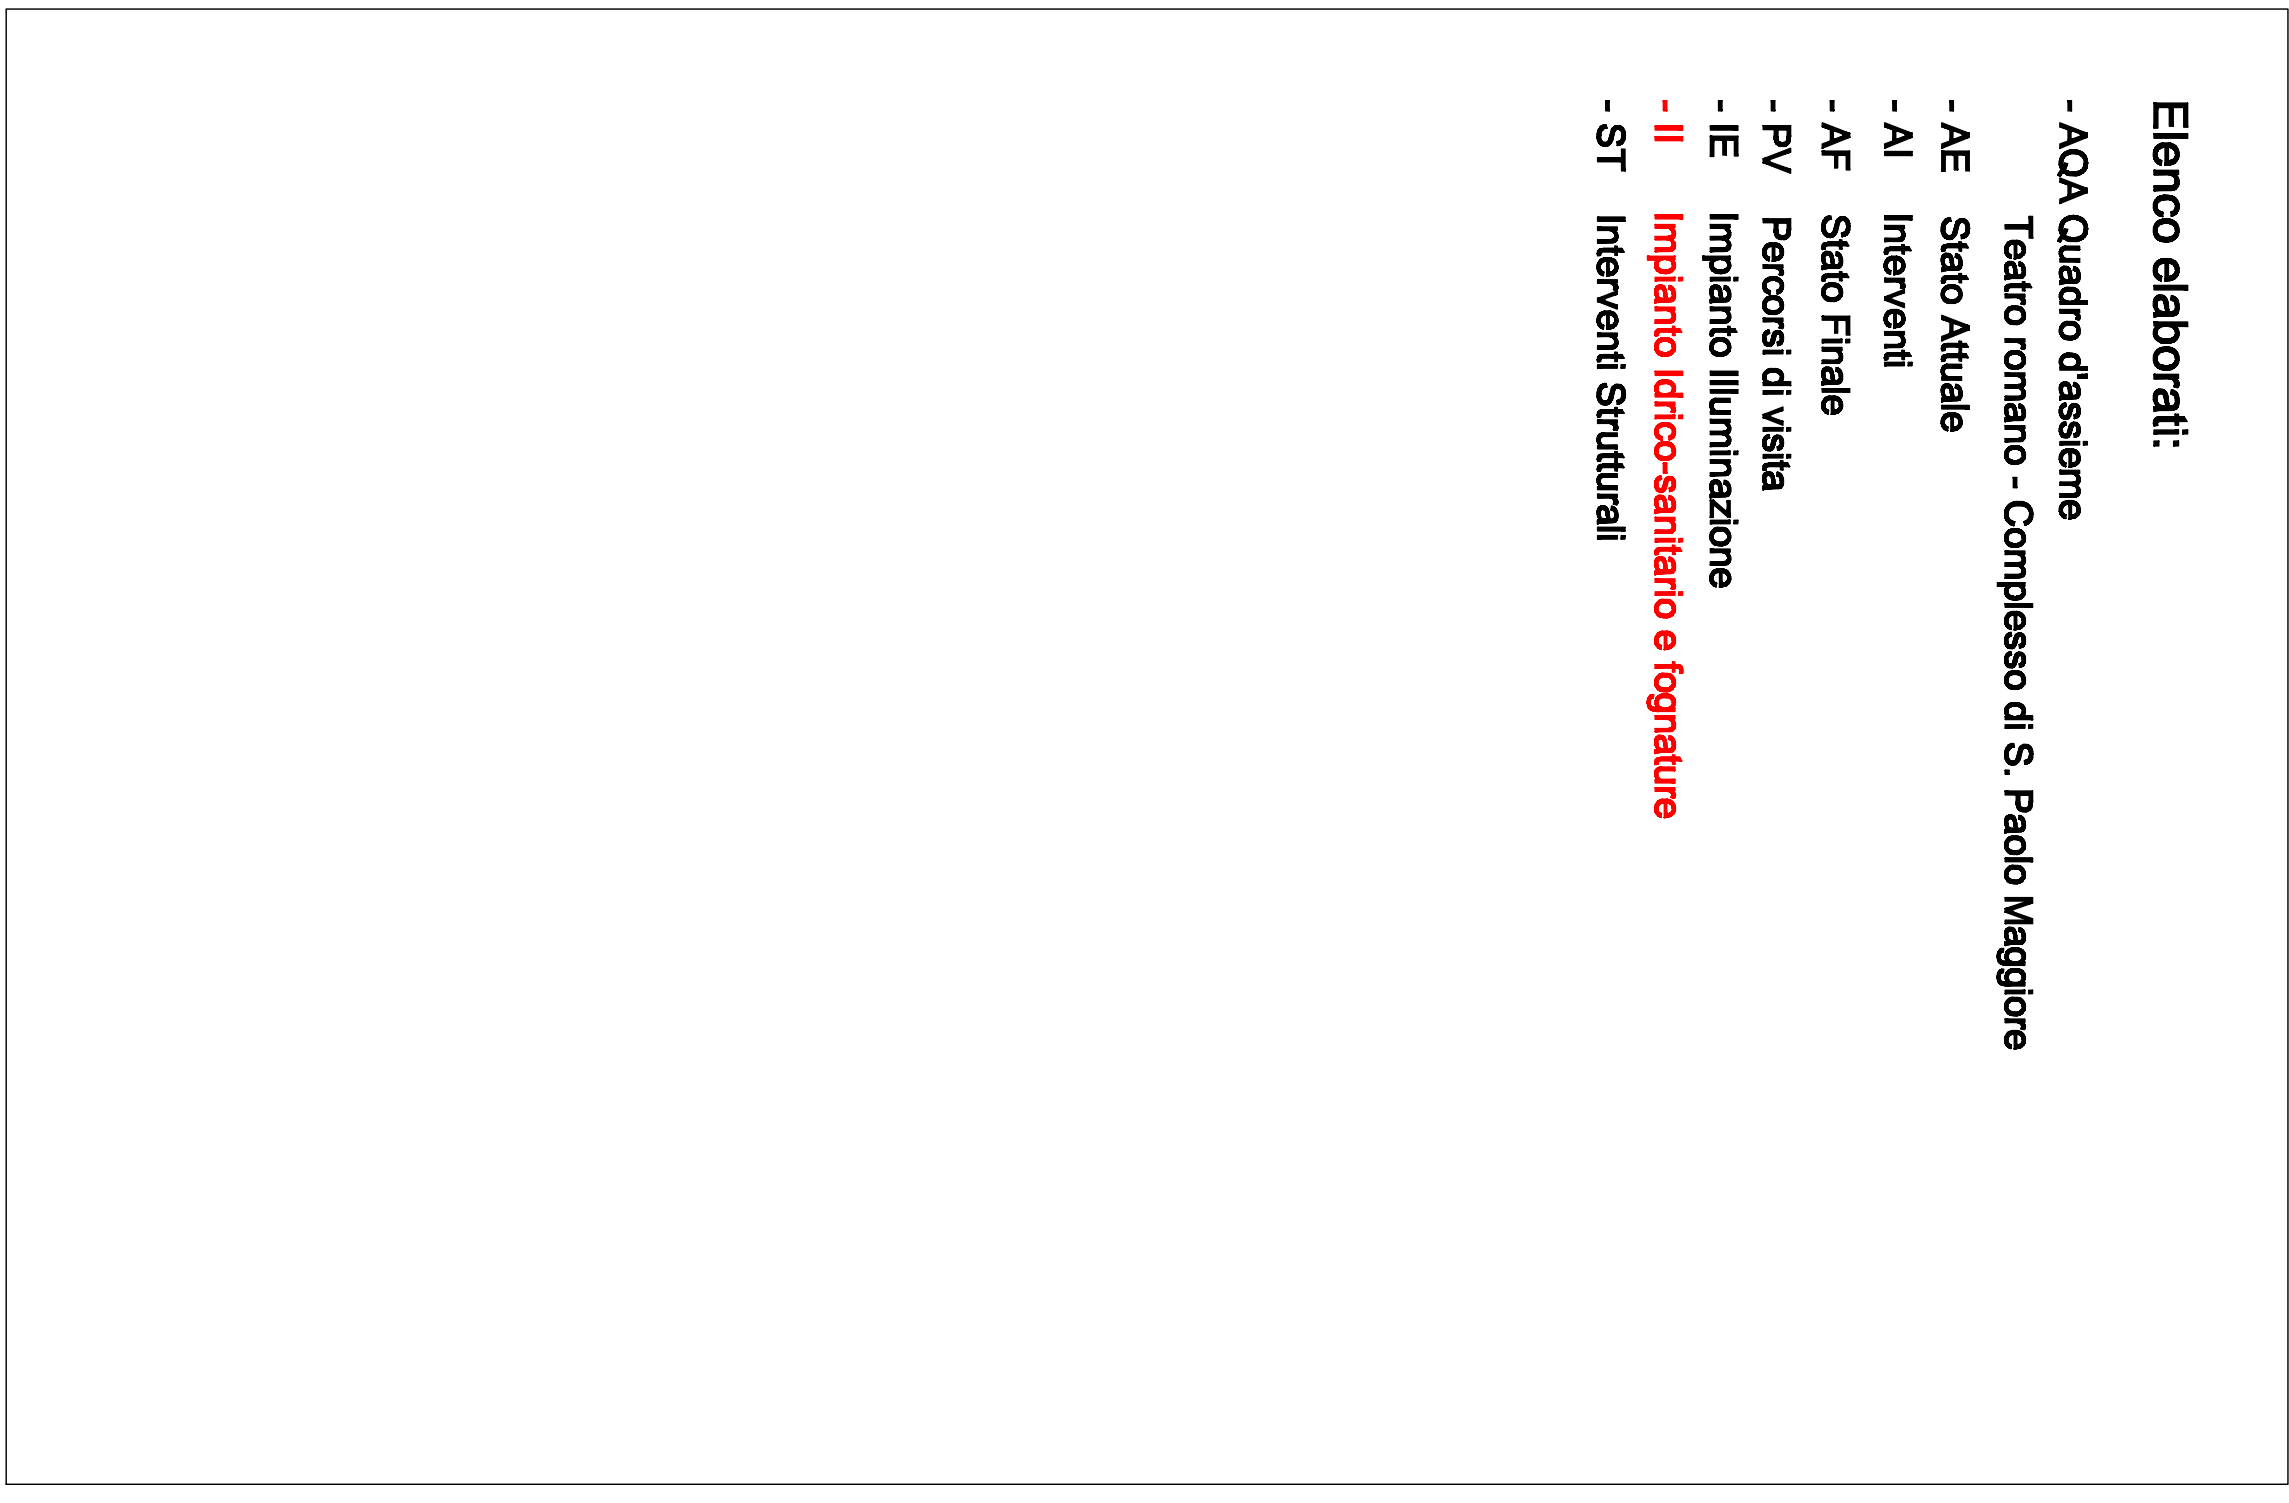 Elenco elaborati:
- AQA Quadro d'assieme
Teatro romano - Complesso di S. Paolo Maggiore
- AE Stato Attuale
- AI Interventi
- AF Stato Finale
- PV Percorsi di visita
- IE Impianto Illuminazione
- II Impianto Idrico-sanitario e fognature
- ST Interventi Strutturali